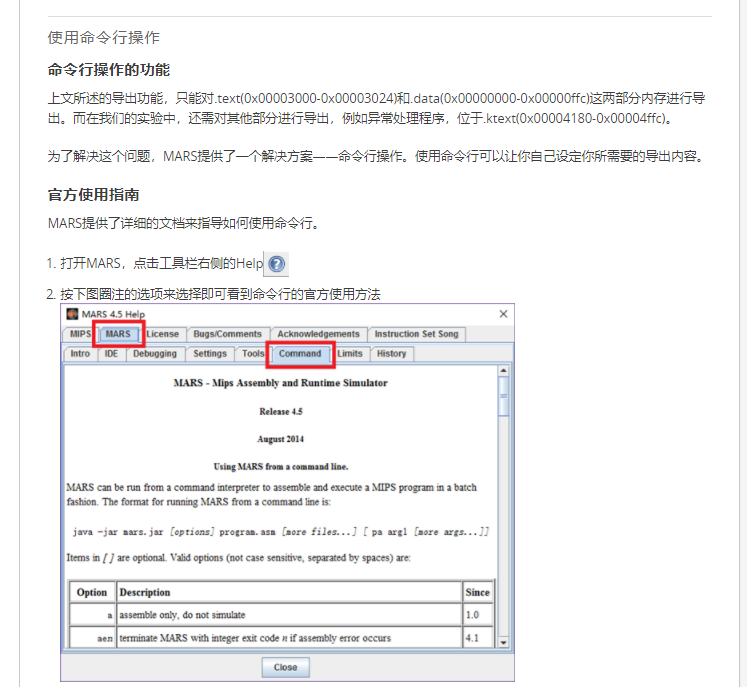 使用命令行操作
命令行操作的功能
上文所述的导出功能，只能对.text(0x00003000-0x00003024)和.data(0x00000000-0x00000ffc)这两部分内存进行导
出。而在我们的实验中，还需对其他部分进行导出，例如异常处理程序，位于.ktext(0x00004180-0x00004ffc)。
为了解决这个问题，MARS提供了一个解决方案——命令行操作。使用命令行可以让你自己设定你所需要的导出内容。
官方使用指南
MARS提供了详细的文档来指导如何使用命令行。
1. 打开MARS，点击工具栏右侧的Help
2. 按下图圈注的选项来选择即可看到命令行的官方使用方法
MARS 4.5 Help
MIPS MARS License Bugs/Comments Acknowledgements Instruction Set Song
Intro IDE Debugging Settings Tools Command Limits History
MARS - Mips Assembly and Runtime Simulator
Release 4.5
August 2014
Using MARS from a command line.
MARS can be run from a command interpreter to assemble and execute a MIPS program in a batch
fashion. The format for running MARS from a command line is:
java -jar mars.jar [options] program.asm [more files...] [ pa arg1 [more args...]]
Items in [ ] are optional. Valid options (not case sensitive, separated by spaces) are:
Option Description Since
a assemble only, do not simulate 1.0
aen terminate MARS with integer exit code n if assembly error occurs 4.1
Close